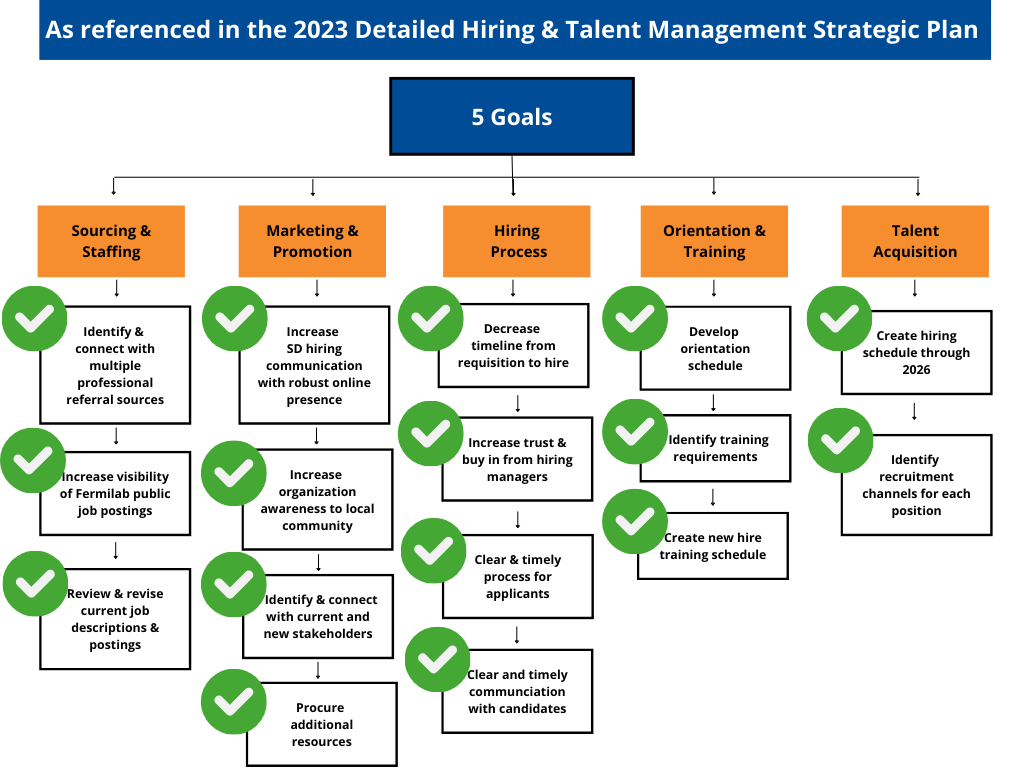 As referenced in the 2023 Detailed Hiring & Talent Management Strategic Plan
5 Goals
Sourcing &
Staffing
Identify &
connect with
multiple
professional
referral sources
Increase visibility
of Fermilab public
job postings
Review & revise
current job
descriptions &
postings
Marketing &
Promotion
Increase
SD hiring
communication
with robust online
presence
Increase
organization
awareness to local
community
Identify & connect
with current and
new stakeholders
Procure
additional
resources
Hiring
Process
Decrease
timeline from
requisition to hire
Increase trust &
buy in from hiring
managers
Clear & timely
process for
applicants
Clear and timely
communciation
with candidates
Orientation &
Training
Develop
orientation
schedule
Identify training
requirements
Create new hire
training schedule
Talent
Acquisition
Create hiring
schedule through
2026
Identify
recruitment
channels for each
position